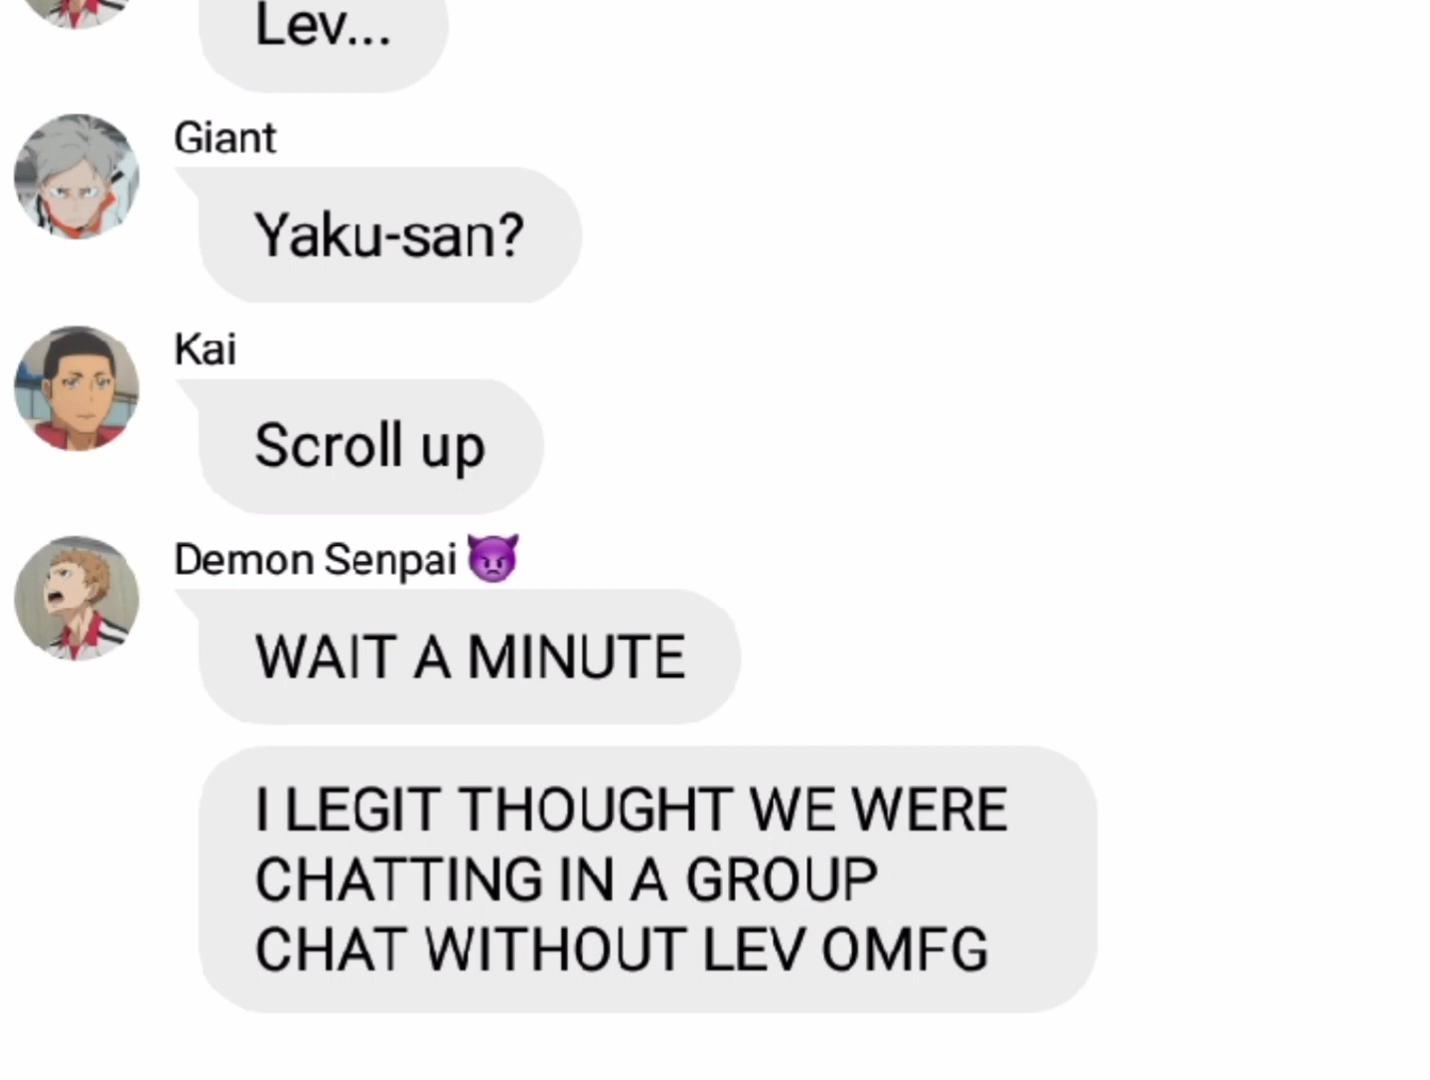 Lev...
Giant
Yaku-san?
Kai
Scroll up
Demon Senpai 👿
WAIT A MINUTE
I LEGIT THOUGHT WE WERE
CHATTING IN A GROUP
CHAT WITHOUT LEV OMFG